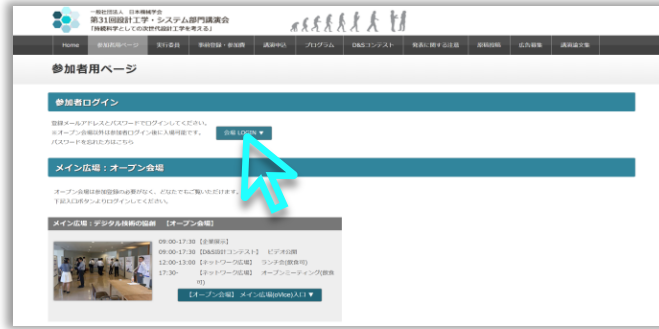 一般社団法人 日本機械学会
第31回設計工学・システム部門講演会
「持続科学としての次世代設計工学を考える」
Home 参加者用ページ 実行委員 事前登録・参加費 講演申込 プログラム D&Sコンテスト 発表に関する注意 原稿投稿 広告募集 講演論文集
参加者用ページ
参加者ログイン
登録メールアドレスとパスワードでログインしてください。
※オープン会場以外は参加者ログイン後に入場可能です。
パスワードを忘れた方はこちら
会場 LOGIN ▼
メイン広場：オープン会場
オープン会場は参加登録の必要がなく、どなたでもご覧いただけます。
下記入口ボタンよりログインしてください。
メイン広場：デジタル技術の協創 【オープン会場】
09:00-17:30 【企業展示】
09:00-17:30 【D&S設計コンテスト】 ビデオ公開
12:00-13:00 【ネットワーク広場】 ランチ会(飲食可)
17:30- 【ネットワーク広場】 オープンミーティング(飲食
可)
【オープン会場】 メイン広場(oVice)入口 ▼